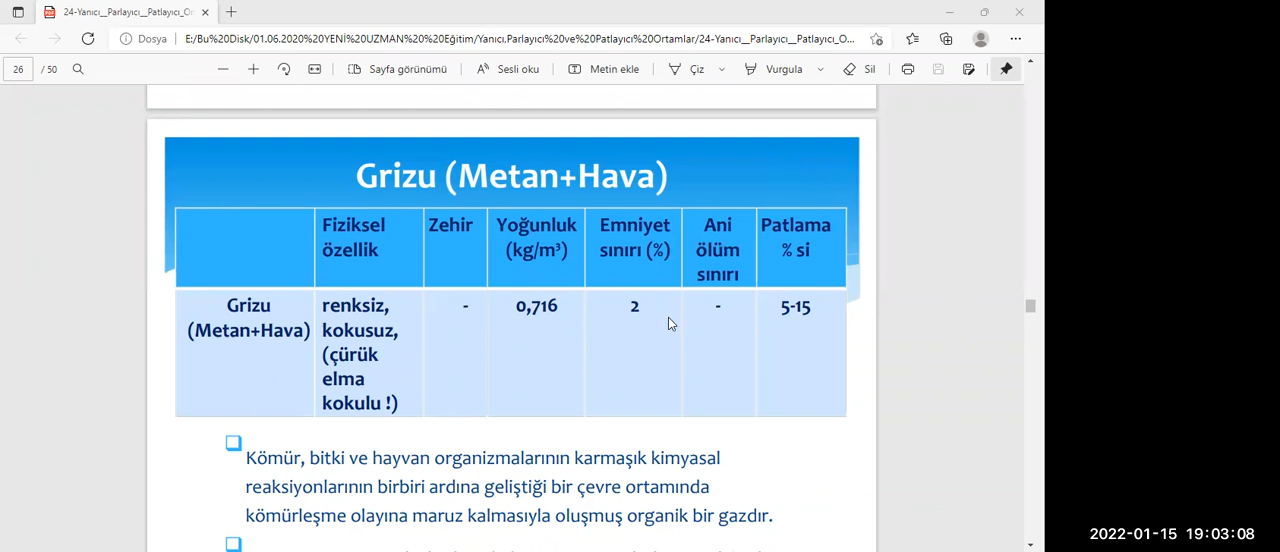 24-Yanıcı__Parlayıcı__Patlayıcı_Or
Dosya
E:/Bu%20Disk/01.06.2020%20YENİ%20UZMAN%20%20Eğitim/Yanıcı,Parlayıcı%20ve%20Patlayıcı%20Ortamlar/24-Yanıcı__Parlayıcı__Patlayıcı_O...
26
/ 50
Sayfa görünümü
Sesli oku
Metin ekle
Çiz
Vurgula
Sil
Grizu (Metan+Hava)
Fiziksel özellik
Zehir
Yoğunluk (kg/m³)
Emniyet sınırı (%)
Ani ölüm sınırı
Patlama % si
Grizu (Metan+Hava)
renksiz, kokusuz, (çürük elma kokulu !)
-
0,716
2
-
5-15
Kömür, bitki ve hayvan organizmalarının karmaşık kimyasal
reaksiyonlarının birbiri ardına geliştiği bir çevre ortamında
kömürleşme olayına maruz kalmasıyla oluşmuş organik bir gazdır.
2022-01-15 19:03:08